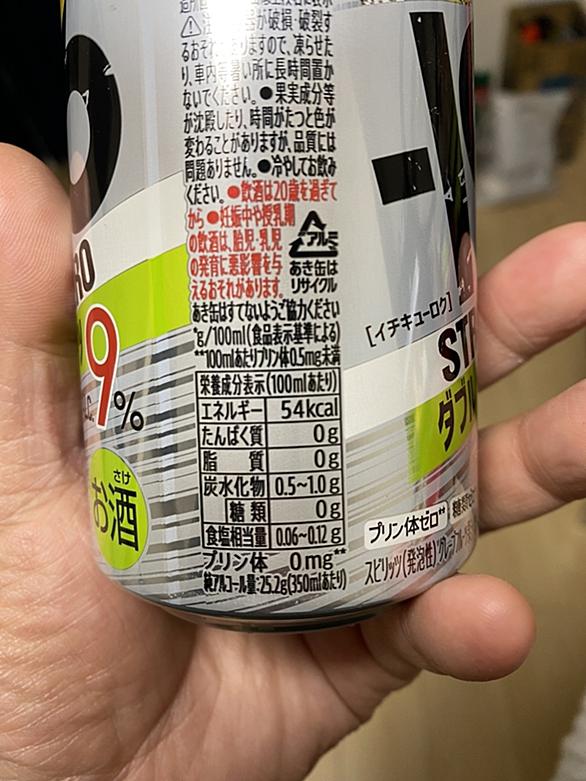 ⚠注
が破損・破裂す
るおそれがありますので、凍らせた
り、車内等暑い所に長時間置か
ないでください。●果実成分等
が沈殿したり、時間がたつと色が
変わることがありますが、品質には
問題ありません。●冷やしてお飲み
ください。●飲酒は20歳を過ぎて
から●妊娠中や授乳期
の飲酒は、胎児・乳児
の発育に悪影響を与
えるおそれがあります。
アルミ
あき缶は
リサイクル
あき缶はすてないようご協力ください
*g/100ml(食品表示基準による)
**100mlあたりプリン体0.5mg未満
栄養成分表示(100mlあたり)
エネルギー 54kcal
たんぱく質 0g
脂質 0g
炭水化物 0.5~1.0g
糖類 0g
食塩相当量 0.06~0.12g
プリン体 0mg**
純アルコール量:25.2g(350mlあたり)
RO
9%
さけ
お酒
-1
[イチキューロク]
ST
ダブル
プリン体ゼロ**
スピリッツ(発泡性)